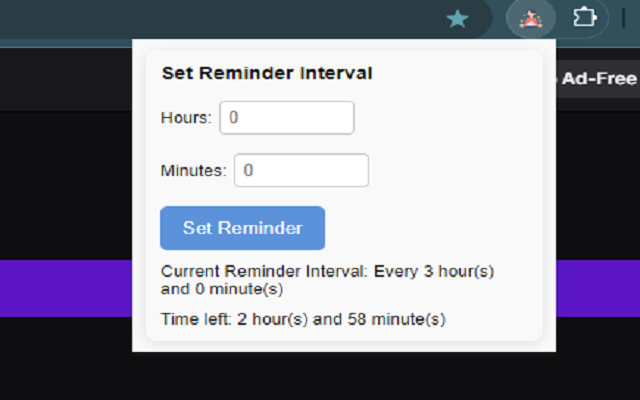 Ad-Free
Set Reminder Interval
Hours: 0
Minutes: 0
Set Reminder
Current Reminder Interval: Every 3 hour(s)
and 0 minute(s)
Time left: 2 hour(s) and 58 minute(s)